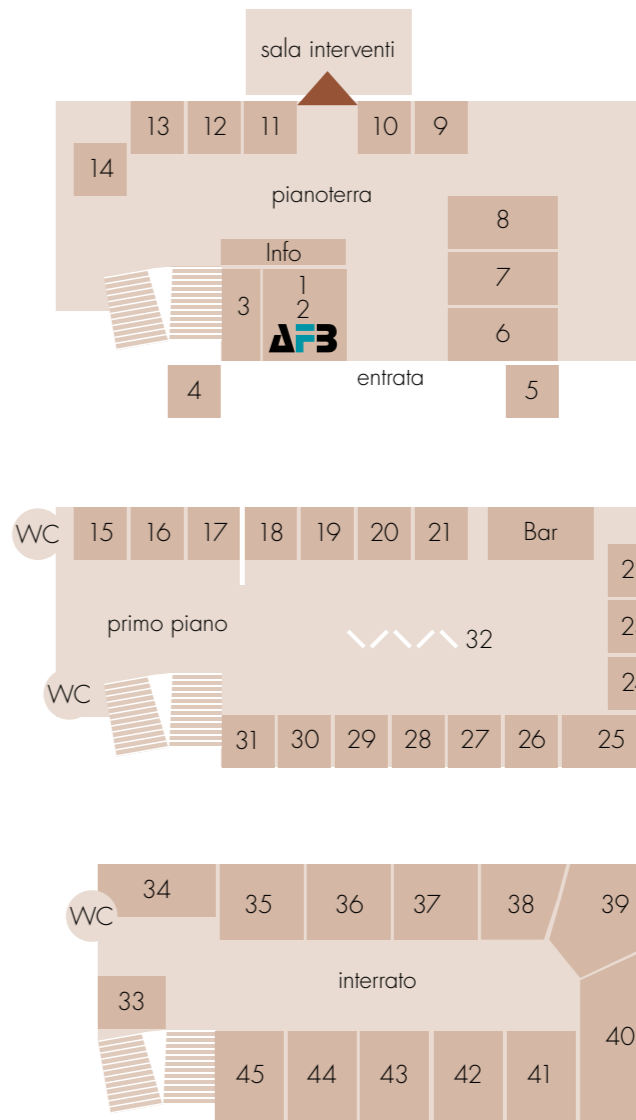 sala interventi
13 12 11 10 9
14
pianoterra
8
Info
7
1
3
2
6
AFB
entrata
4
5
WC 15 16 17 18 19 20 21 Bar
primo piano
32
WC
31 30 29 28 27 26 25
34
35 36 37 38 39
WC
interrato
33
40
45 44 43 42 41